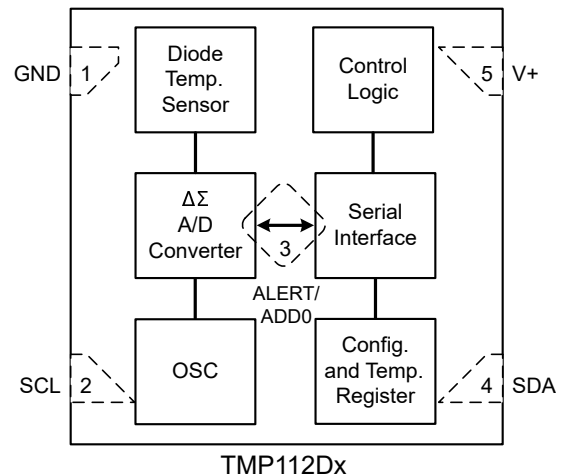 Diode
Temp.
Sensor
Control
Logic
GND 1
5 V+
ΔΣ
A/D
Converter
3
Serial
Interface
ALERT/
ADD0
OSC
Config.
and Temp.
Register
SCL 2
4 SDA
TMP112Dx